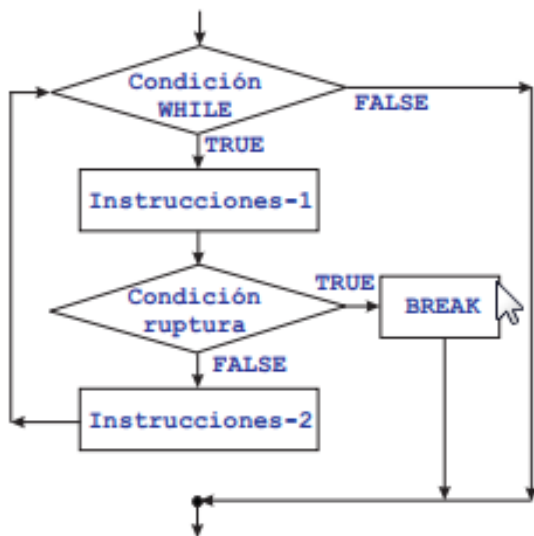 Condición
WHILE
FALSE
TRUE
Instrucciones-1
TRUE
Condición
ruptura
BREAK
FALSE
Instrucciones-2